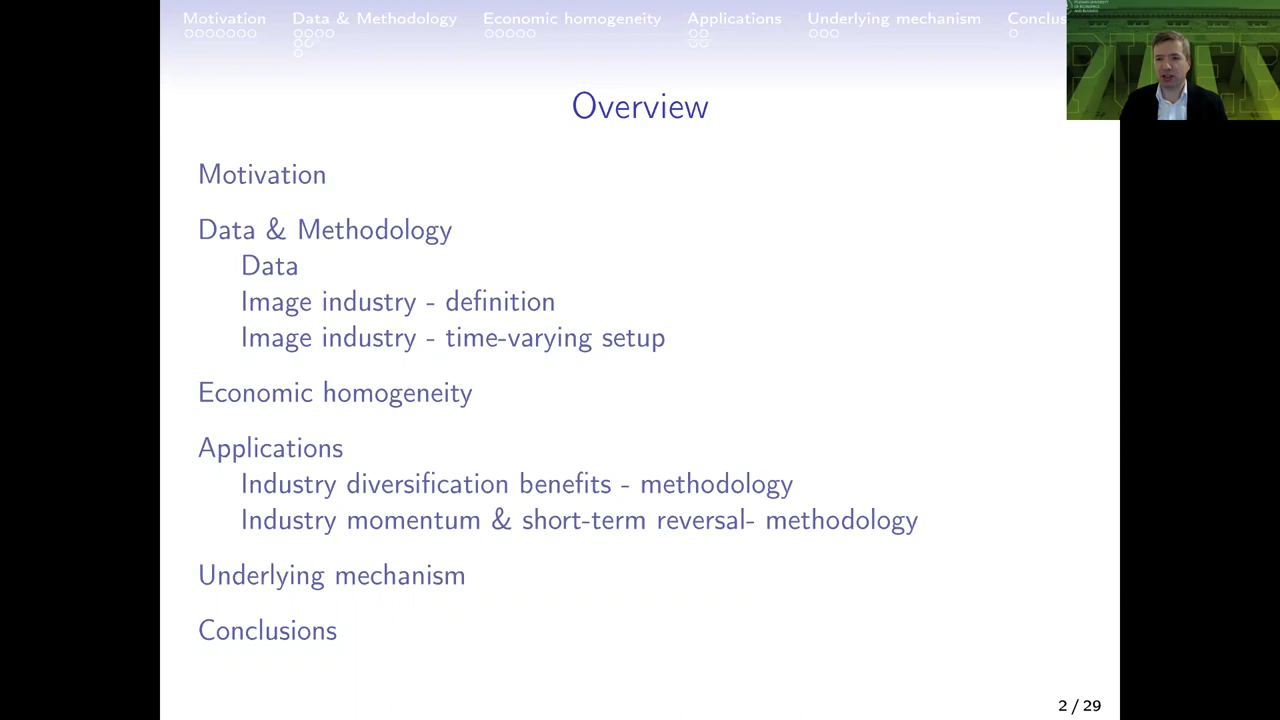 Motivation Data & Methodology Economic homogeneity Applications Underlying mechanism Conclus
Overview
Motivation
Data & Methodology
Data
Image industry - definition
Image industry - time-varying setup
Economic homogeneity
Applications
Industry diversification benefits - methodology
Industry momentum & short-term reversal- methodology
Underlying mechanism
Conclusions
2 / 29